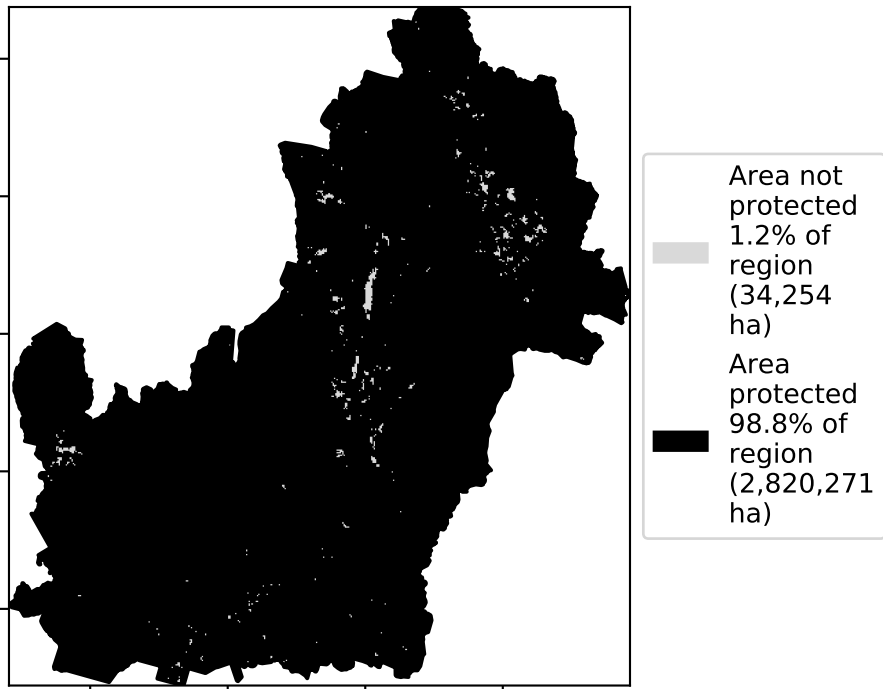 Area not
protected
1.2% of
region
(34,254
ha)
Area
protected
98.8% of
region
(2,820,271
ha)